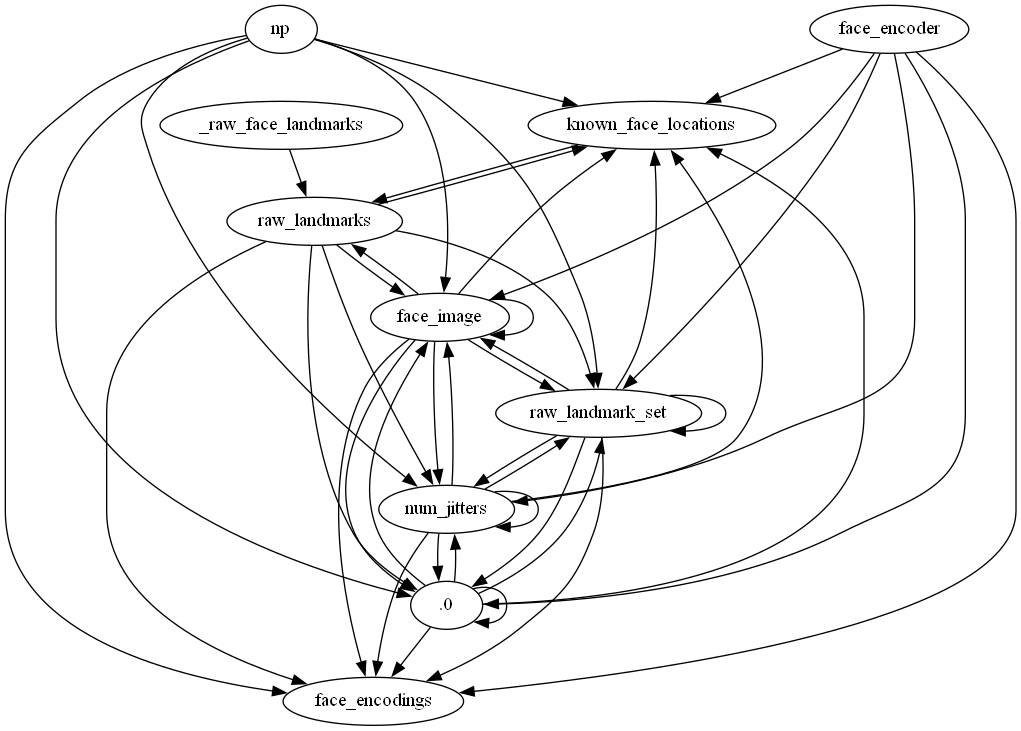 np
face_encoder
_raw_face_landmarks
known_face_locations
raw_landmarks
face_image
raw_landmark_set
num_jitters
.0
face_encodings